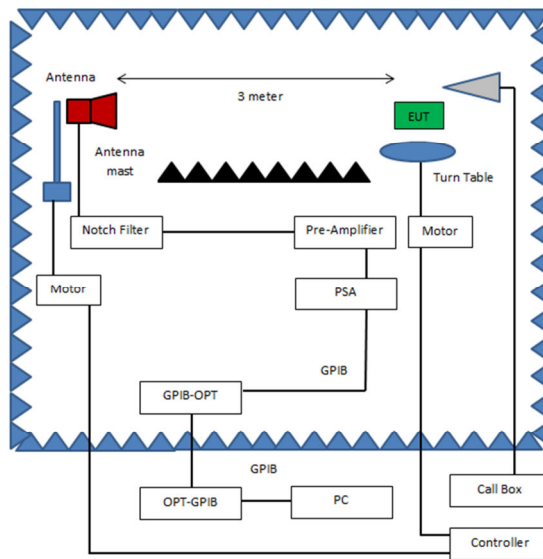 Antenna
3 meter
EUT
Antenna
mast
Turn Table
Notch Filter
Pre-Amplifier
Motor
Motor
PSA
GPIB
GPIB-OPT
GPIB
OPT-GPIB
PC
Call Box
Controller